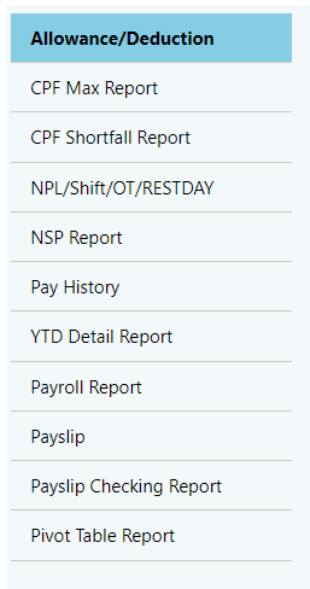 Allowance/Deduction
CPF Max Report
CPF Shortfall Report
NPL/Shift/OT/RESTDAY
NSP Report
Pay History
YTD Detail Report
Payroll Report
Payslip
Payslip Checking Report
Pivot Table Report